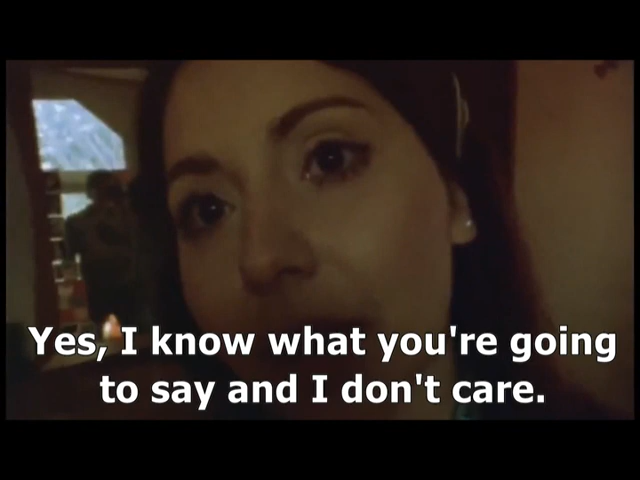 Yes, I know what you're going
to say and I don't care.